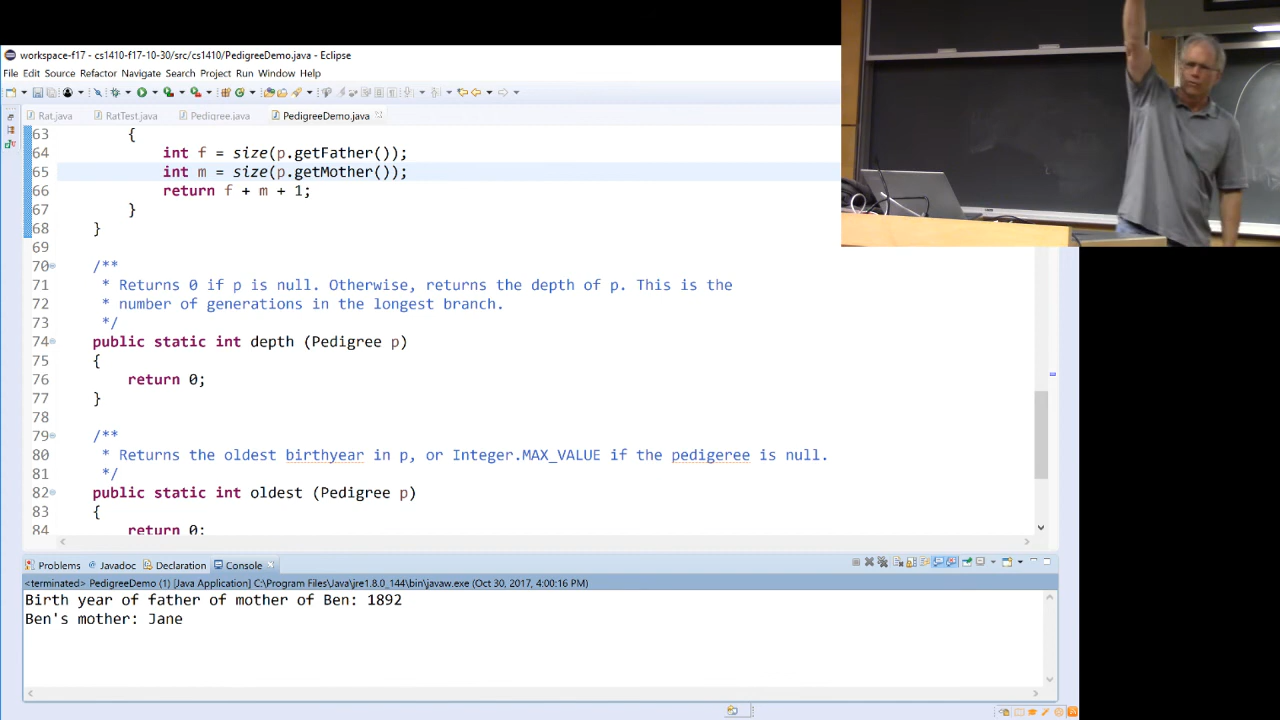 workspace-f17 - cs1410-f17-10-30/src/cs1410/PedigreeDemo.java - Eclipse
File Edit Source Refactor Navigate Search Project Run Window Help
Rat.java RatTest.java Pedigree.java PedigreeDemo.java
63 {
64 int f = size(p.getFather());
65 int m = size(p.getMother());
66 return f + m + 1;
67 }
68 }
69
70 /**
71 * Returns 0 if p is null. Otherwise, returns the depth of p. This is the
72 * number of generations in the longest branch.
73 */
74 public static int depth (Pedigree p)
75 {
76 return 0;
77 }
78
79 /**
80 * Returns the oldest birthyear in p, or Integer.MAX_VALUE if the pedigeree is null.
81 */
82 public static int oldest (Pedigree p)
83 {
84 return 0;
Problems @ Javadoc Declaration Console
<terminated> PedigreeDemo (1) [Java Application] C:\Program Files\Java\jre1.8.0_144\bin\javaw.exe (Oct 30, 2017, 4:00:16 PM)
Birth year of father of mother of Ben: 1892
Ben's mother: Jane